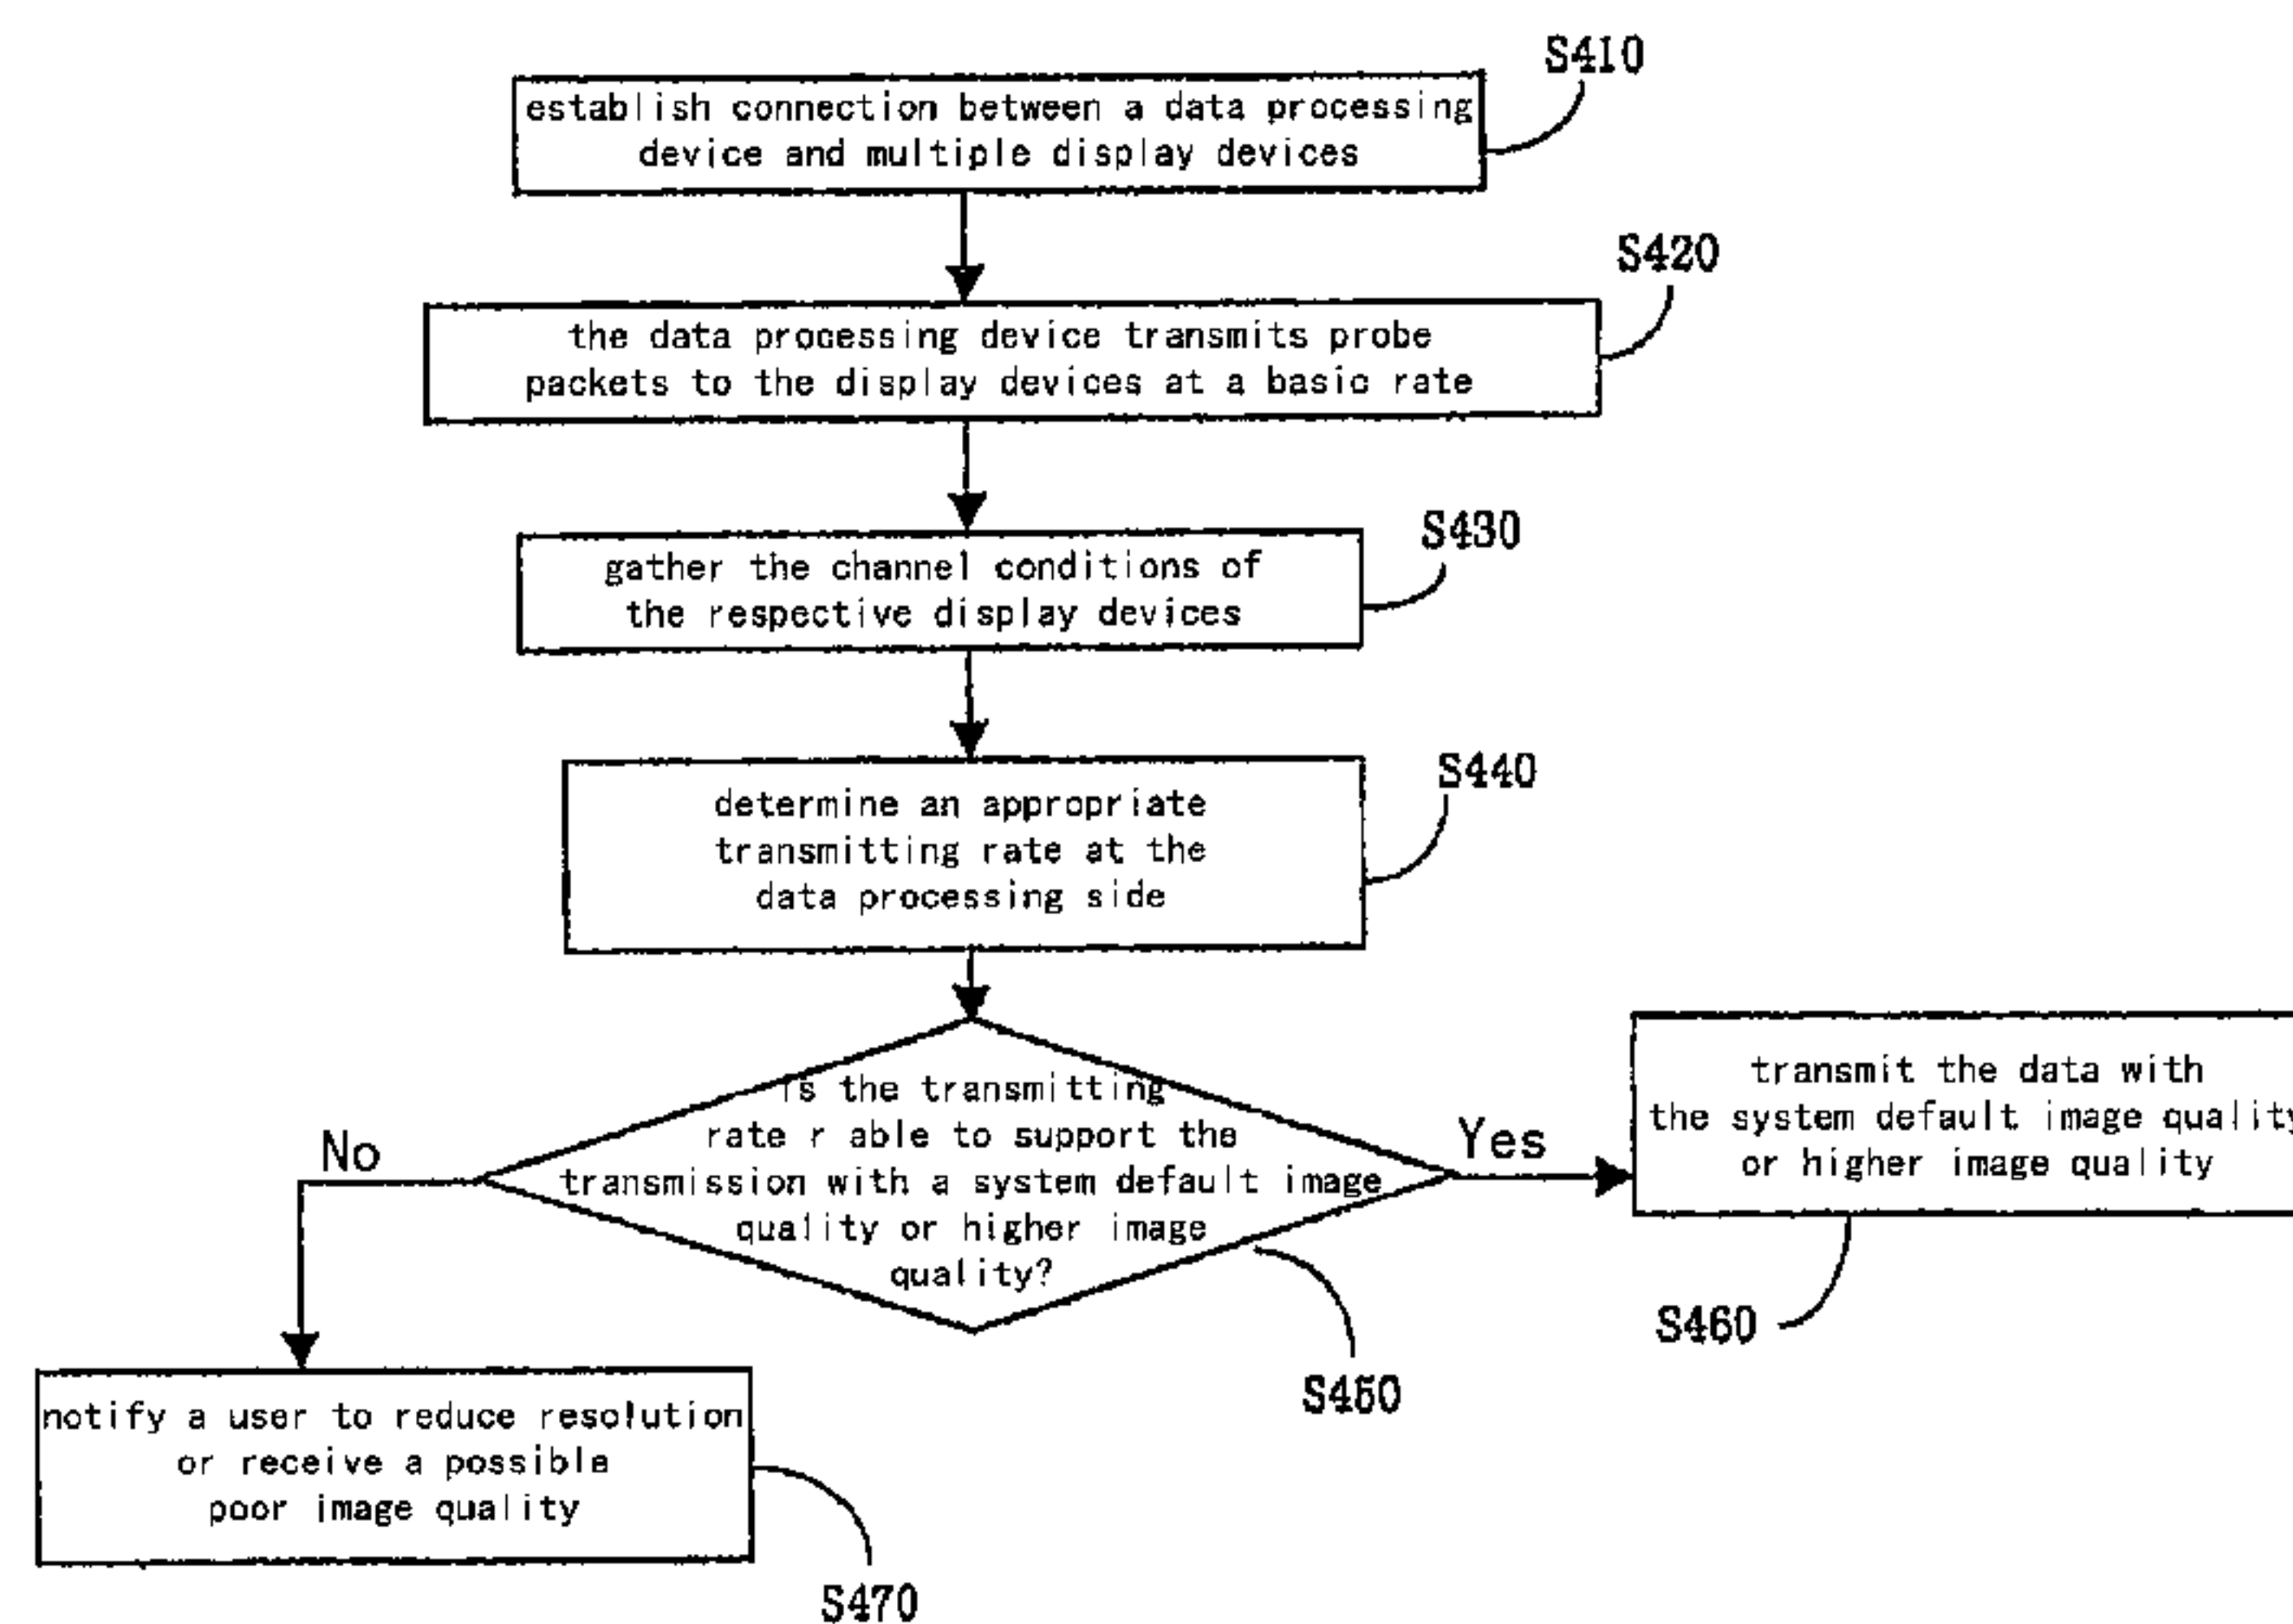 S410
establish connection between a data processing
device and multiple display devices
S420
the data processing device transmits probe
packets to the display devices at a basic rate
S430
gather the channel conditions of
the respective display devices
S440
determine an appropriate
transmitting rate at the
data processing side
is the transmitting
rate r able to support the
transmission with a system default image
quality or higher image
quality?
No
Yes
transmit the data with
the system default image quality
or higher image quality
S460
S450
notify a user to reduce resolution
or receive a possible
poor image quality
S470